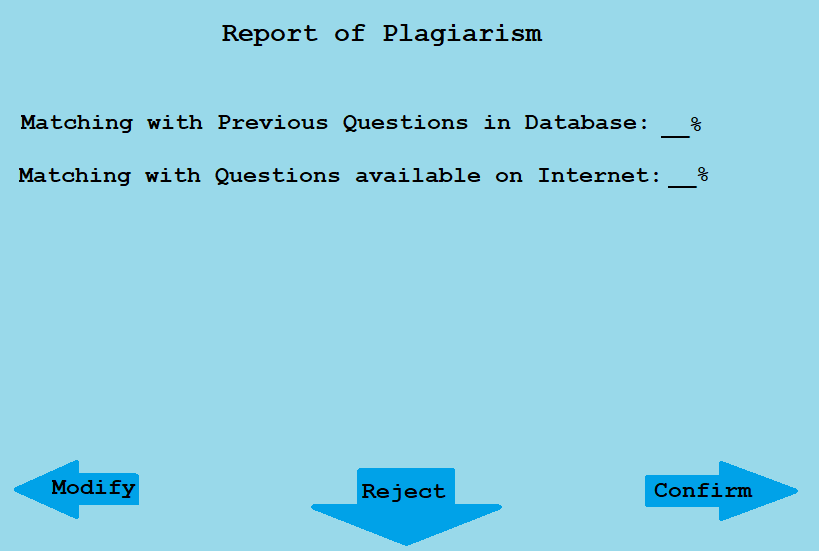 Report of Plagiarism
Matching with Previous Questions in Database: __%
Matching with Questions available on Internet: __%
Modify
Reject
Confirm